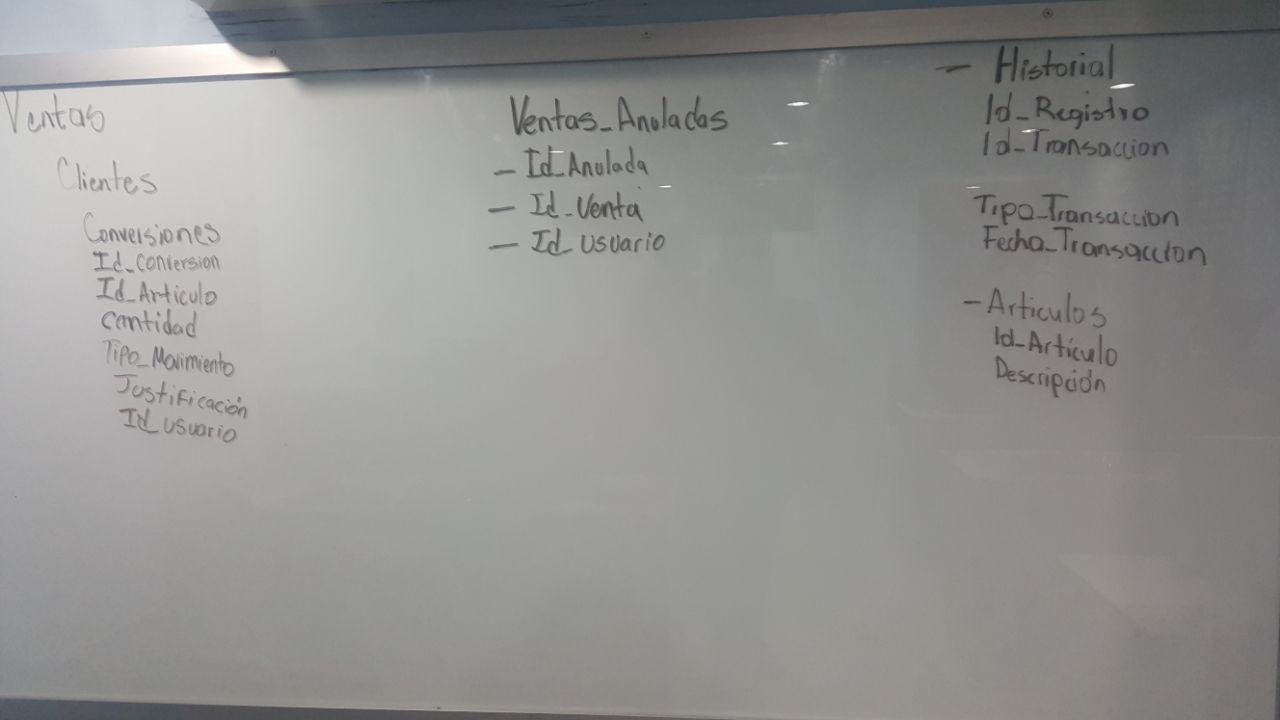 Ventas
Clientes
Conversiones
Id_Conversion
Id_Articulo
Cantidad
Tipo_Movimiento
Justificación
Id_usuario
Ventas_Anuladas
- Id_Anulada
- Id_Venta
- Id_usuario
- Historial
Id_Registro
Id_Transaccion
Tipo_Transaccion
Fecha_Transaccion
- Articulos
Id_Artículo
Descripción